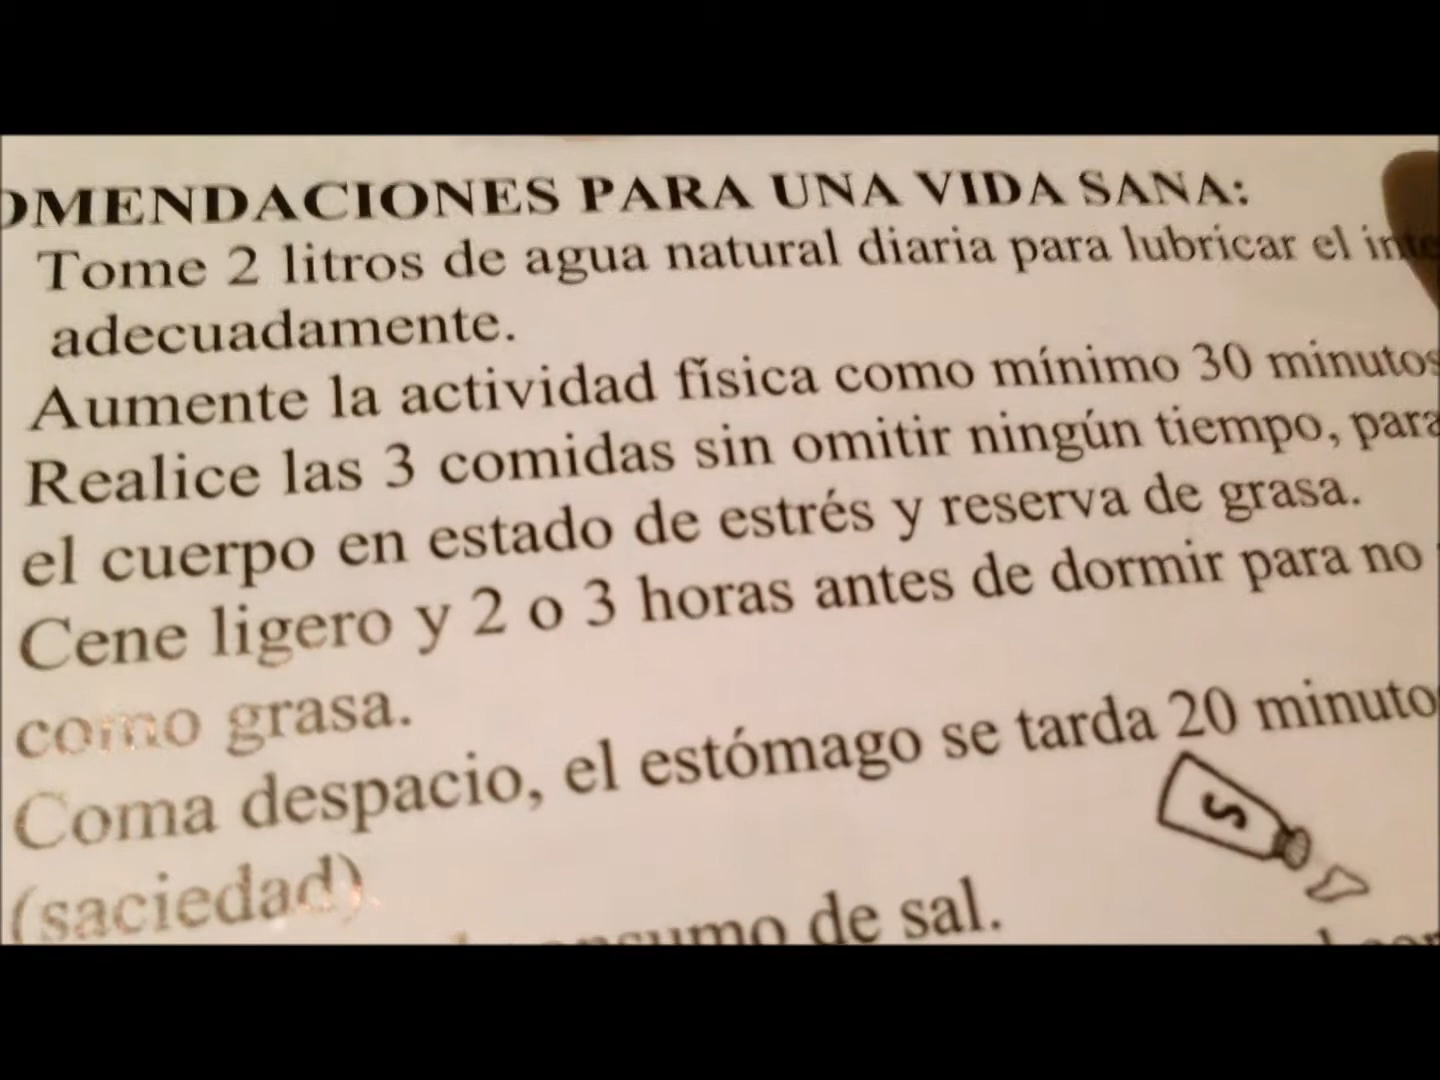 OMENDACIONES PARA UNA VIDA SANA:
Tome 2 litros de agua natural diaria para lubricar el inte
adecuadamente.
Aumente la actividad física como mínimo 30 minutos
Realice las 3 comidas sin omitir ningún tiempo, para
el cuerpo en estado de estrés y reserva de grasa.
Cene ligero y 2 o 3 horas antes de dormir para no
como grasa.
Coma despacio, el estómago se tarda 20 minuto
(saciedad)
S
consumo de sal.